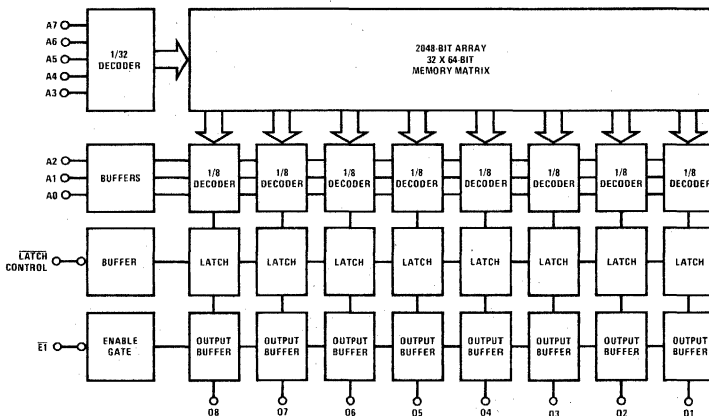 A7
A6
A5
A4
A3
1/32
DECODER
2048-BIT ARRAY
32 X 64-BIT
MEMORY MATRIX
A2
A1
A0
BUFFERS
1/8
DECODER
1/8
DECODER
1/8
DECODER
1/8
DECODER
1/8
DECODER
1/8
DECODER
1/8
DECODER
1/8
DECODER
LATCH
CONTROL
BUFFER
LATCH
LATCH
LATCH
LATCH
LATCH
LATCH
LATCH
LATCH
E1
ENABLE
GATE
OUTPUT
BUFFER
OUTPUT
BUFFER
OUTPUT
BUFFER
OUTPUT
BUFFER
OUTPUT
BUFFER
OUTPUT
BUFFER
OUTPUT
BUFFER
OUTPUT
BUFFER
O8
O7
O6
O5
O4
O3
O2
O1